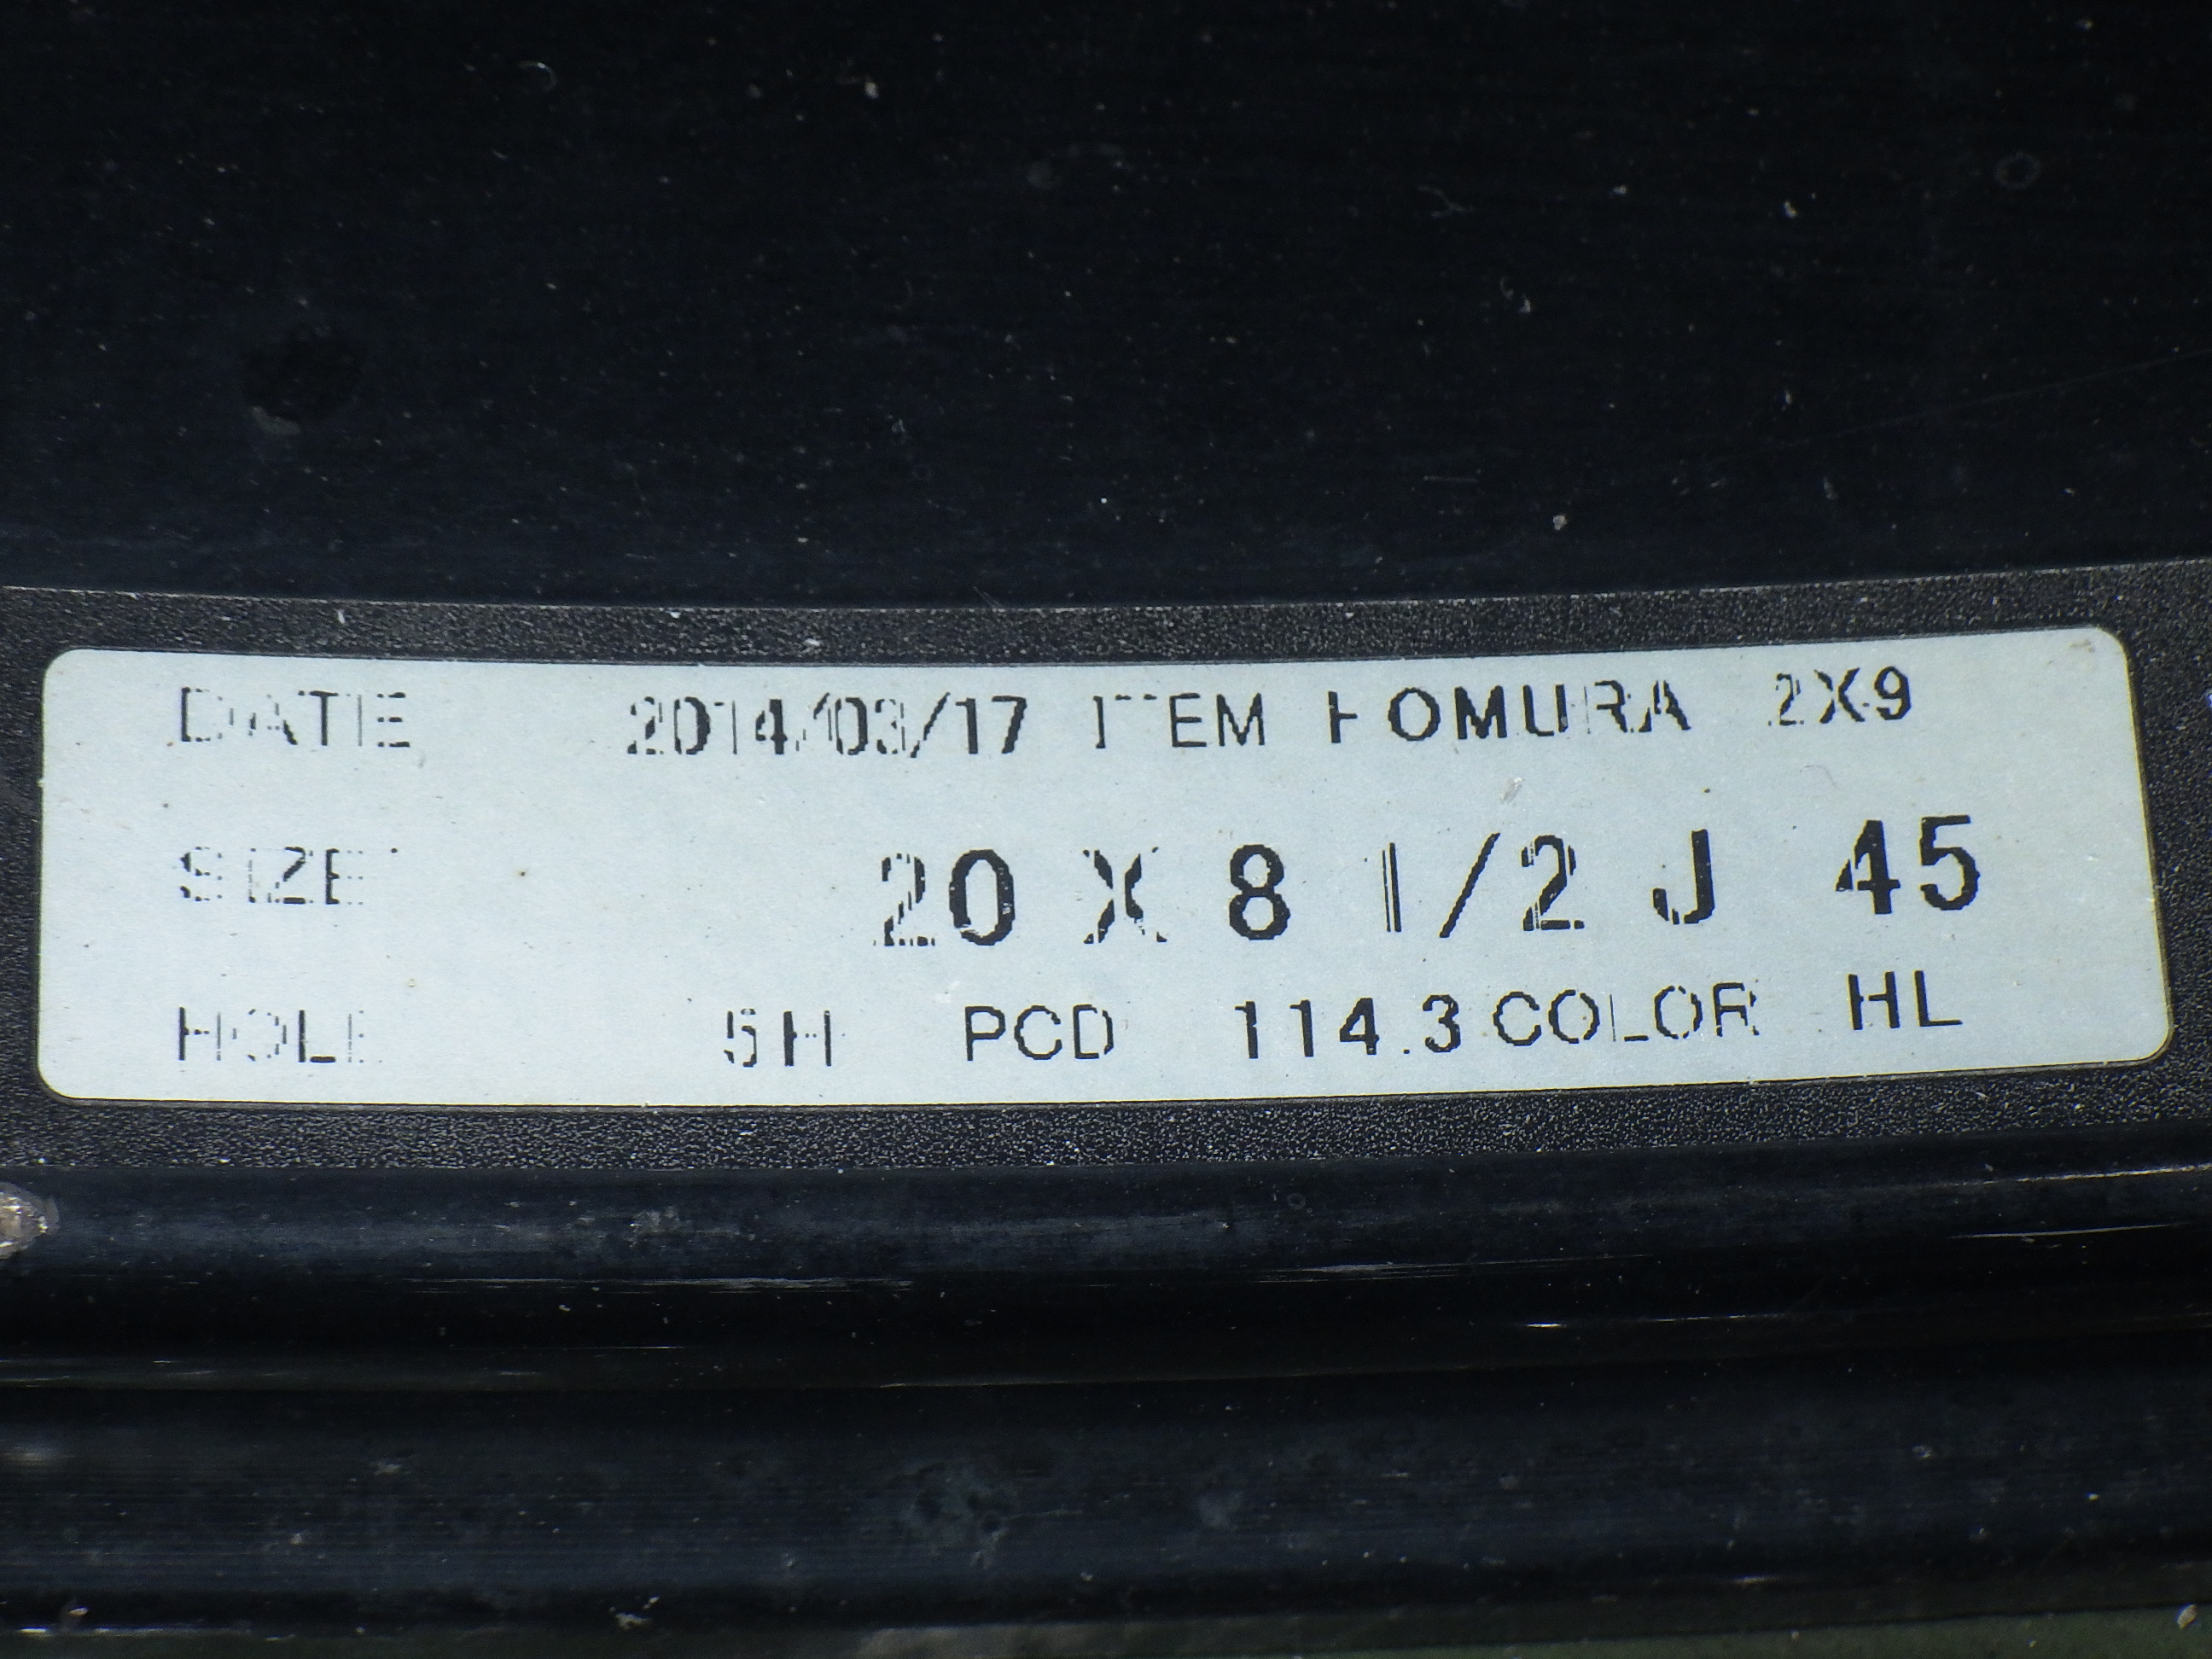 DATE 2014/03/17 ITEM HOMURA 2X9
SIZE 20 X 8 1/2 J 45
HOLE 5H PCD 114.3 COLOR HL